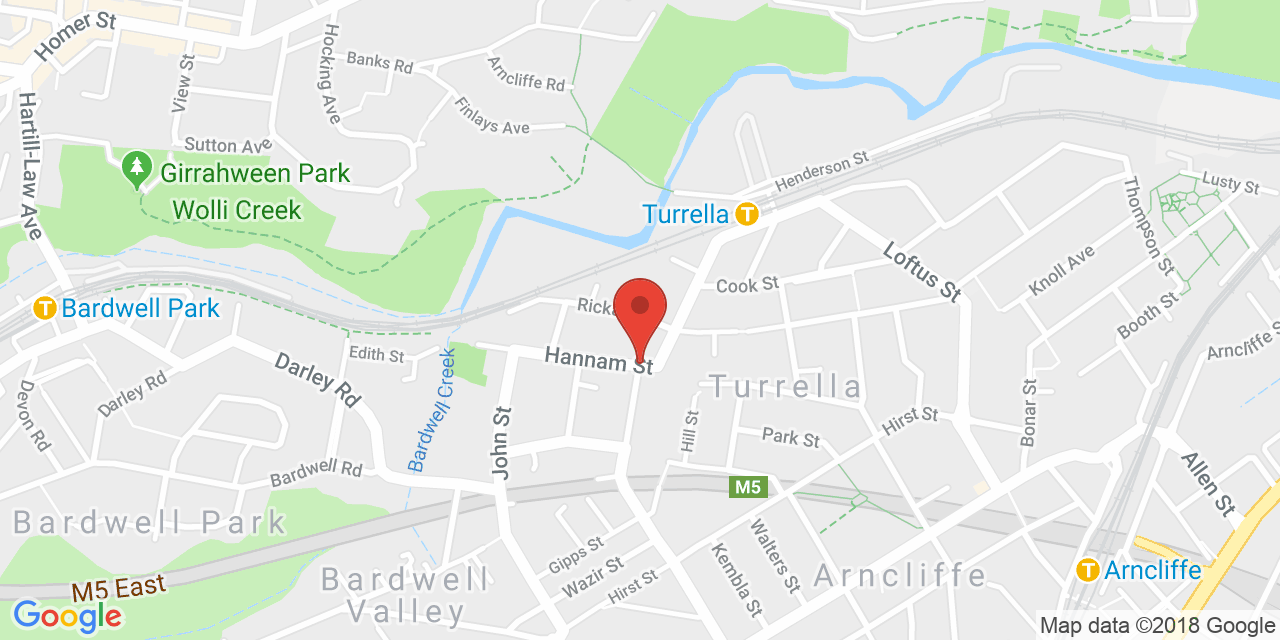 Homer St
Hocking Ave
Banks Rd
Arncliffe Rd
View St
Hartill-Law Ave
Finlays Ave
Sutton Ave
Girrahween Park
Wolli Creek
Henderson St
Turrella
T
Lusty St
Thompson St
Loftus St
Knoll Ave
Cook St
Booth St
T
Bardwell Park
Edith St
Hannam St
Arncliffe St
Darley Rd
Darley Rd
Devon Rd
Bardwell Creek
Turrella
John St
Hill St
Hirst St
Bonar St
Park St
Bardwell Rd
Allen St
M5
Bardwell Park
Gipps St
Walters St
Wazir St
Hirst St
Kembla St
Bardwell
Valley
Arncliffe
T
Arncliffe
M5 East
Google
Map data ©2018 Google